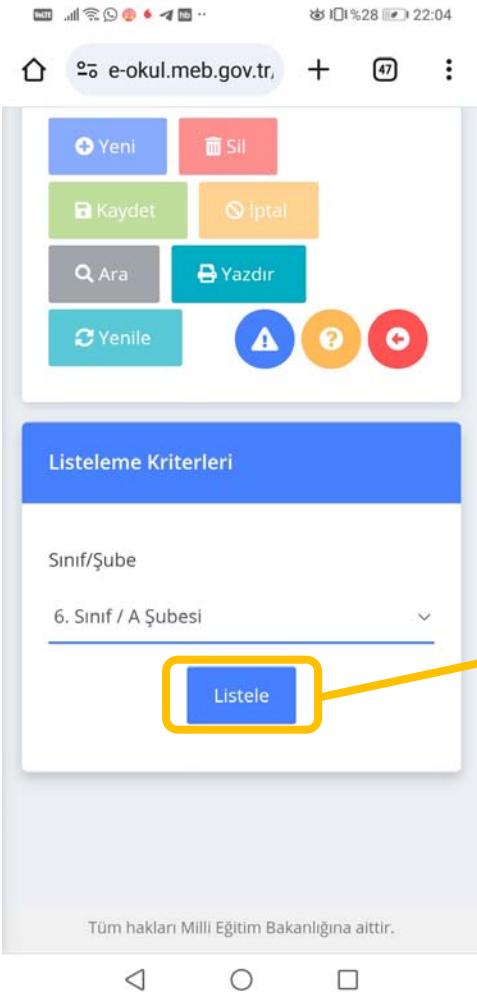 %28 22:04
e-okul.meb.gov.tr/ 47
Yeni Sil
Kaydet İptal
Ara Yazdır
Yenile
Listeleme Kriterleri
Sınıf/Şube
6. Sınıf / A Şubesi
Listele
Tüm hakları Milli Eğitim Bakanlığına aittir.